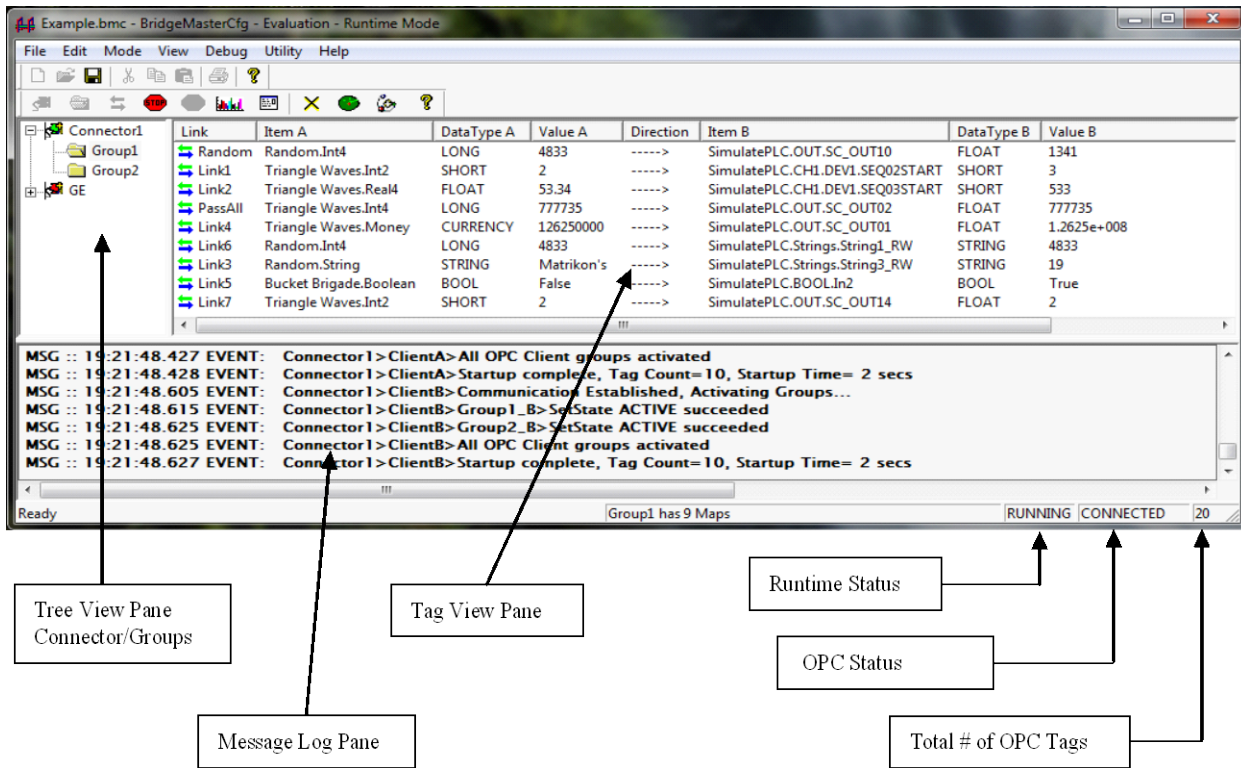 Example.bmc - BridgeMasterCfg - Evaluation - Runtime Mode
File Edit Mode View Debug Utility Help
STOP
Connector1
Group1
Group2
GE
Link Item A DataType A Value A Direction Item B DataType B Value B
Random Random.Int4 LONG 4833 -----> SimulatePLC.OUT.SC_OUT10 FLOAT 1341
Link1 Triangle Waves.Int2 SHORT 2 -----> SimulatePLC.CH1.DEV1.SEQ02START SHORT 3
Link2 Triangle Waves.Real4 FLOAT 53.34 -----> SimulatePLC.CH1.DEV1.SEQ03START SHORT 533
PassAll Triangle Waves.Int4 LONG 777735 -----> SimulatePLC.OUT.SC_OUT02 FLOAT 777735
Link4 Triangle Waves.Money CURRENCY 126250000 -----> SimulatePLC.OUT.SC_OUT01 FLOAT 1.2625e+008
Link6 Random.Int4 LONG 4833 -----> SimulatePLC.Strings.String1_RW STRING 4833
Link3 Random.String STRING Matrikon's -----> SimulatePLC.Strings.String3_RW STRING 19
Link5 Bucket Brigade.Boolean BOOL False -----> SimulatePLC.BOOL.In2 BOOL True
Link7 Triangle Waves.Int2 SHORT 2 -----> SimulatePLC.OUT.SC_OUT14 FLOAT 2
MSG :: 19:21:48.427 EVENT: Connector1>ClientA>All OPC Client groups activated
MSG :: 19:21:48.428 EVENT: Connector1>ClientA>Startup complete, Tag Count=10, Startup Time= 2 secs
MSG :: 19:21:48.605 EVENT: Connector1>ClientB>Communication Established, Activating Groups...
MSG :: 19:21:48.615 EVENT: Connector1>ClientB>Group1_B>SetState ACTIVE succeeded
MSG :: 19:21:48.625 EVENT: Connector1>ClientB>Group2_B>SetState ACTIVE succeeded
MSG :: 19:21:48.625 EVENT: Connector1>ClientB>All OPC Client groups activated
MSG :: 19:21:48.627 EVENT: Connector1>ClientB>Startup complete, Tag Count=10, Startup Time= 2 secs
Ready Group1 has 9 Maps RUNNING CONNECTED 20
Tree View Pane
Connector/Groups
Tag View Pane
Runtime Status
OPC Status
Message Log Pane
Total # of OPC Tags